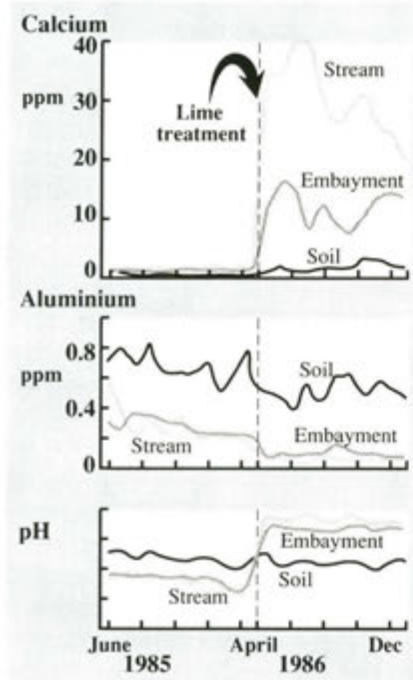 Calcium
40
ppm
30
20
10
0
Lime
treatment
Stream
Embayment
Soil
Aluminium
0.8
ppm
0.4
0
Soil
Stream
Embayment
pH
Embayment
Soil
Stream
June
April
Dec
1985
1986